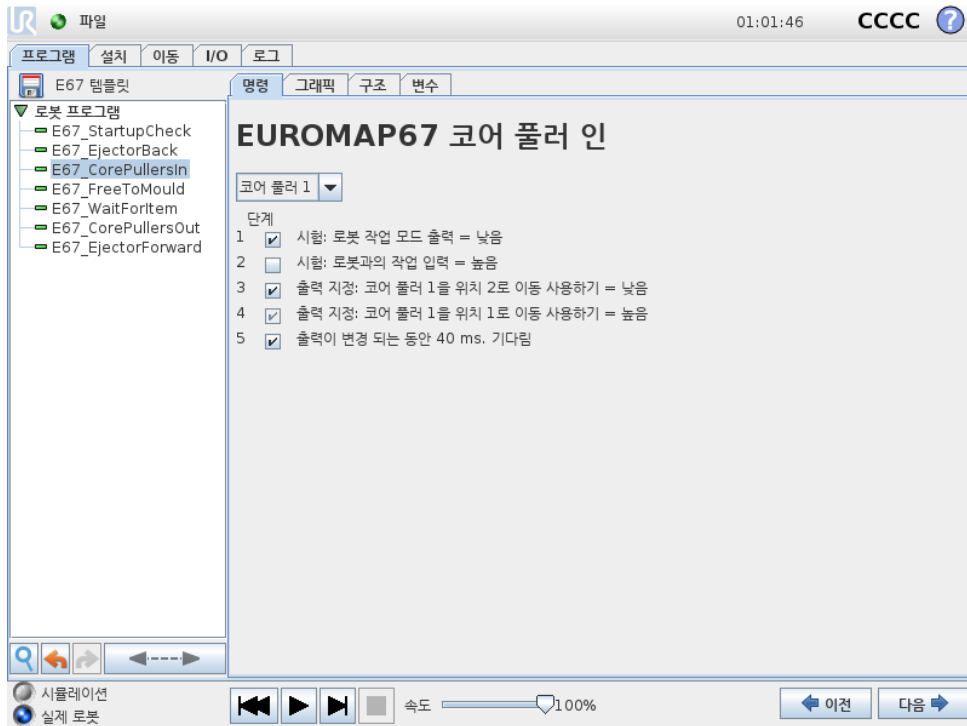 UR 파일 01:01:46 CCCC ?
프로그램 설치 이동 I/O 로그
E67 템플릿
명령 그래픽 구조 변수
로봇 프로그램
E67_StartupCheck
E67_EjectorBack
E67_CorePullersIn
E67_FreeToMould
E67_WaitForItem
E67_CorePullersOut
E67_EjectorForward
EUROMAP67 코어 풀러 인
코어 풀러 1
단계
1 시험: 로봇 작업 모드 출력 = 낮음
2 시험: 로봇과의 작업 입력 = 높음
3 출력 지정: 코어 풀러 1을 위치 2로 이동 사용하기 = 낮음
4 출력 지정: 코어 풀러 1을 위치 1로 이동 사용하기 = 높음
5 출력이 변경 되는 동안 40 ms. 기다림
시뮬레이션
실제 로봇
속도 100%
이전 다음